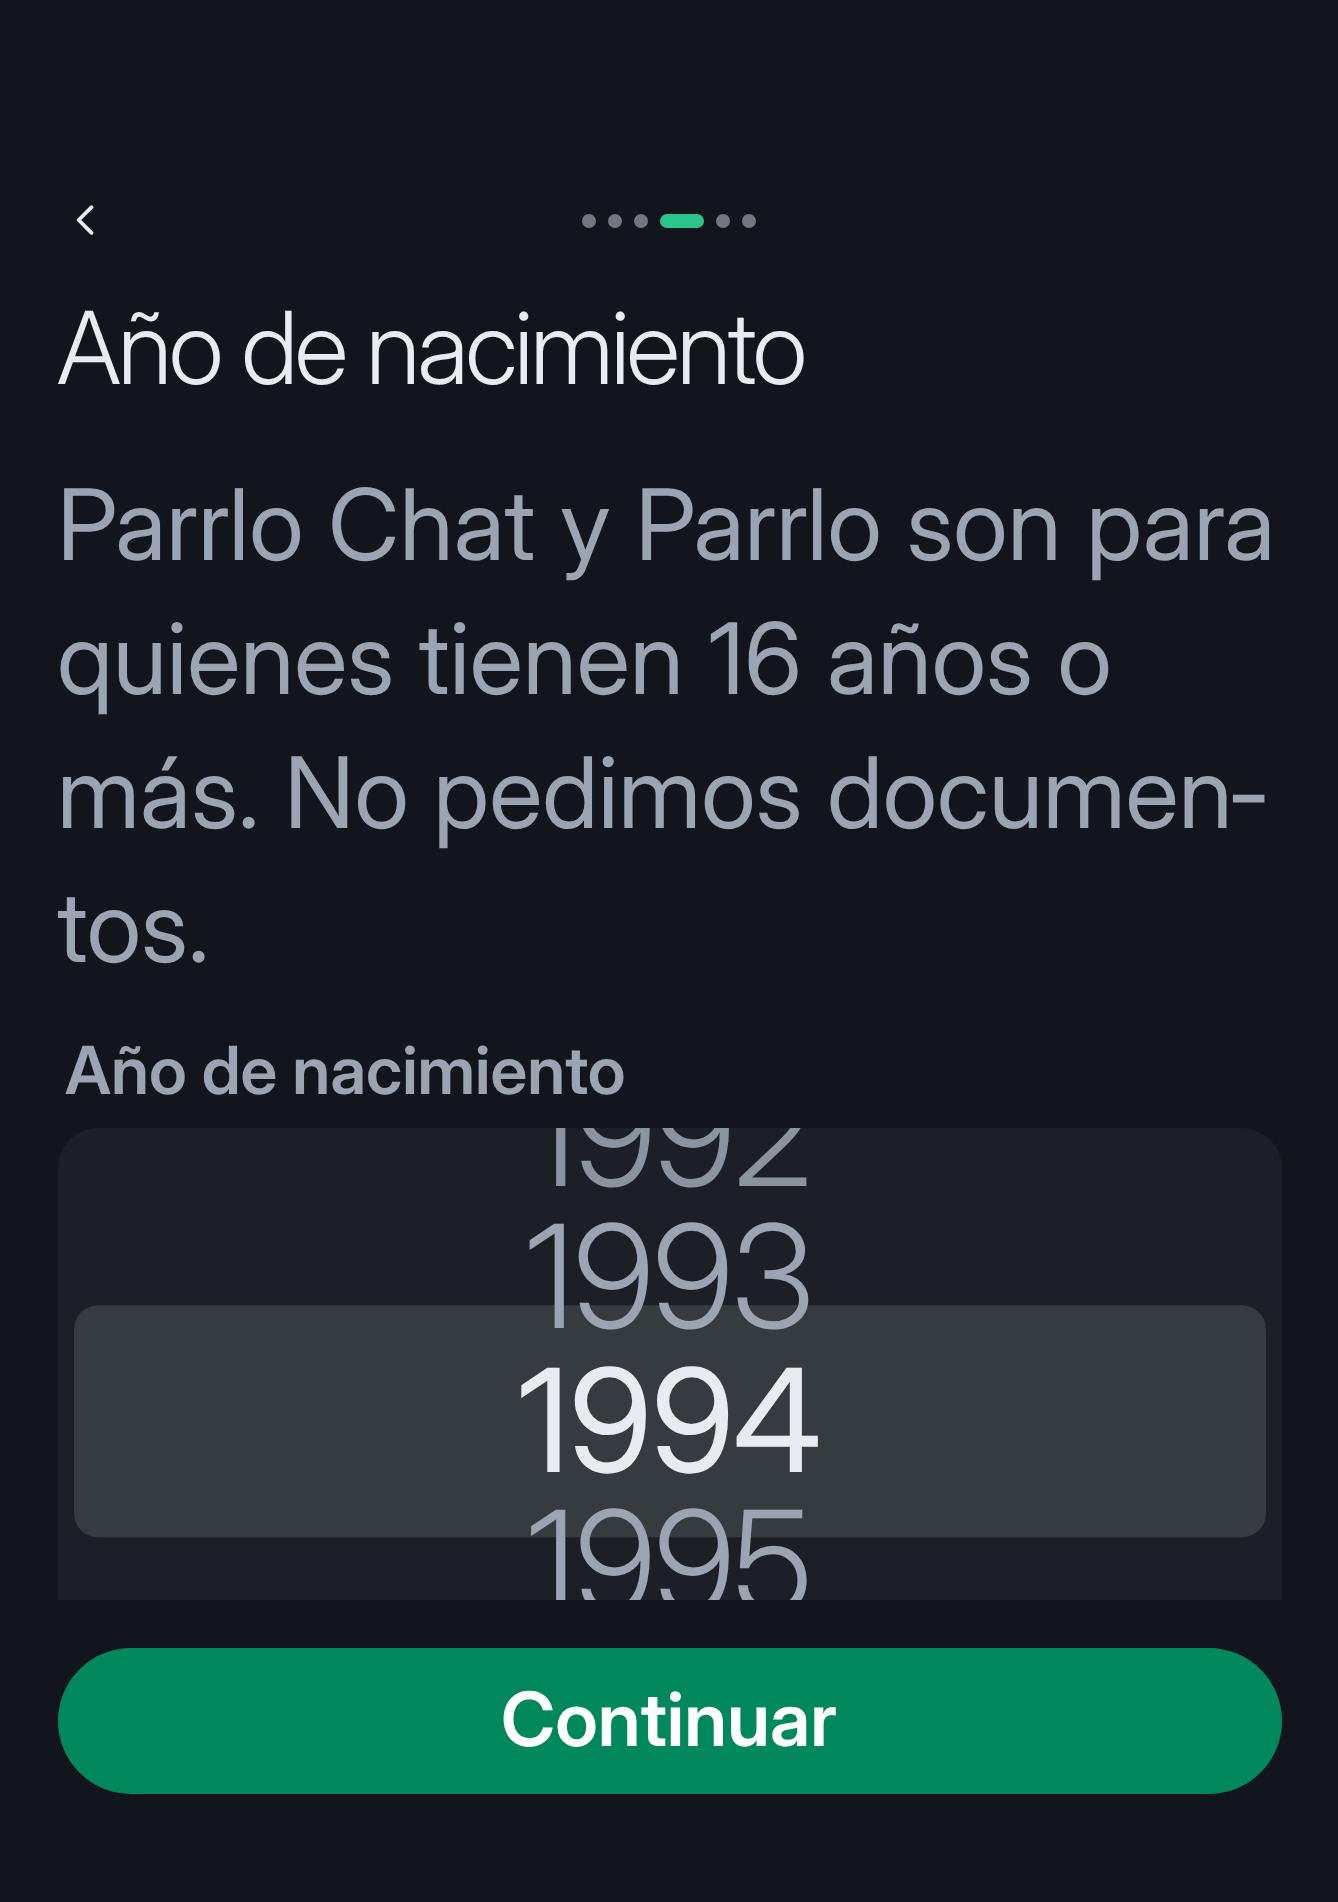 Año de nacimiento
Parrlo Chat y Parrlo son para
quienes tienen 16 años o
más. No pedimos documen-
tos.
Año de nacimiento
1992
1993
1994
1995
Continuar